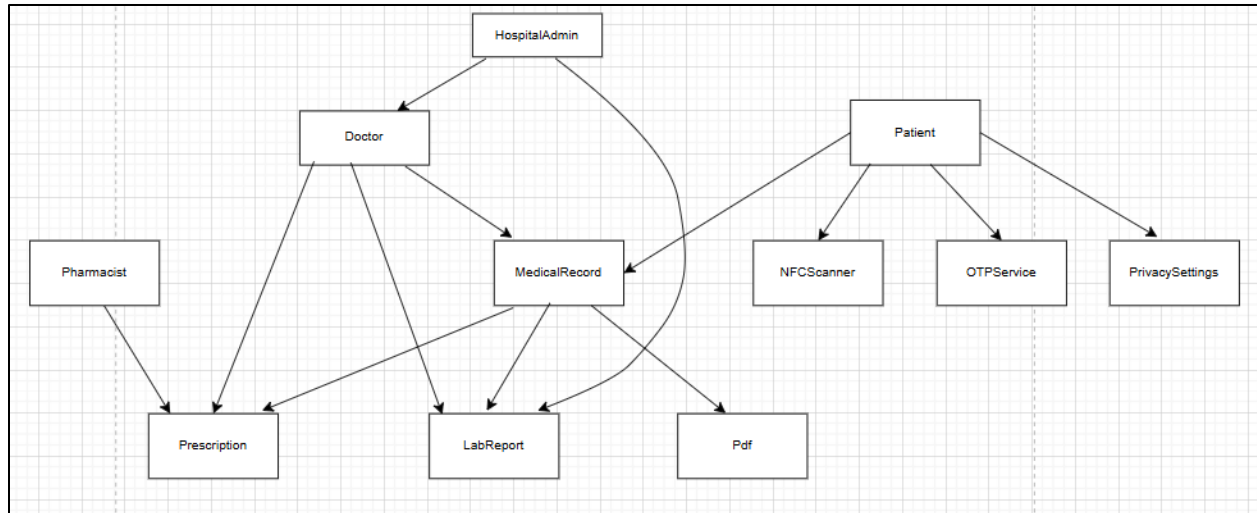 HospitalAdmin
Doctor
Patient
Pharmacist
MedicalRecord
NFCScanner
OTPService
PrivacySettings
Prescription
LabReport
Pdf